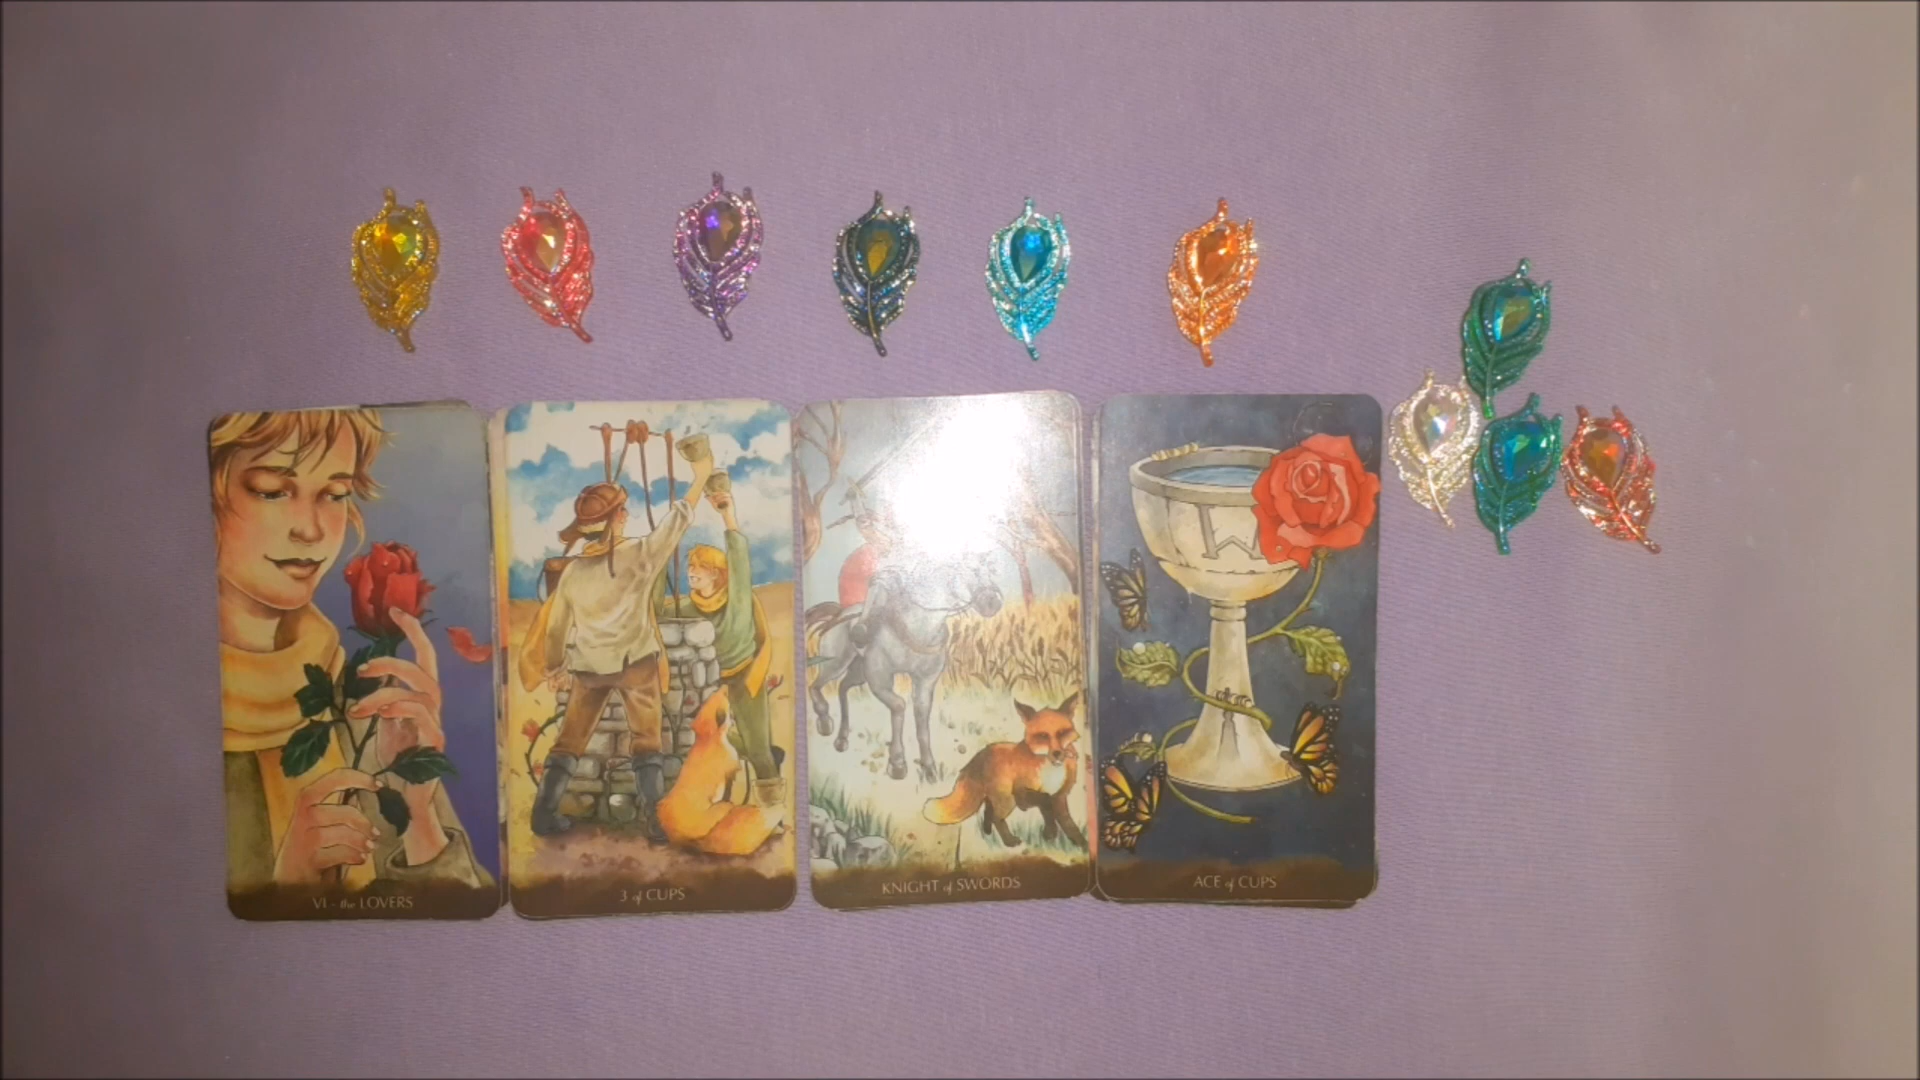 VI - the LOVERS
3 of CUPS
KNIGHT of SWORDS
ACE of CUPS